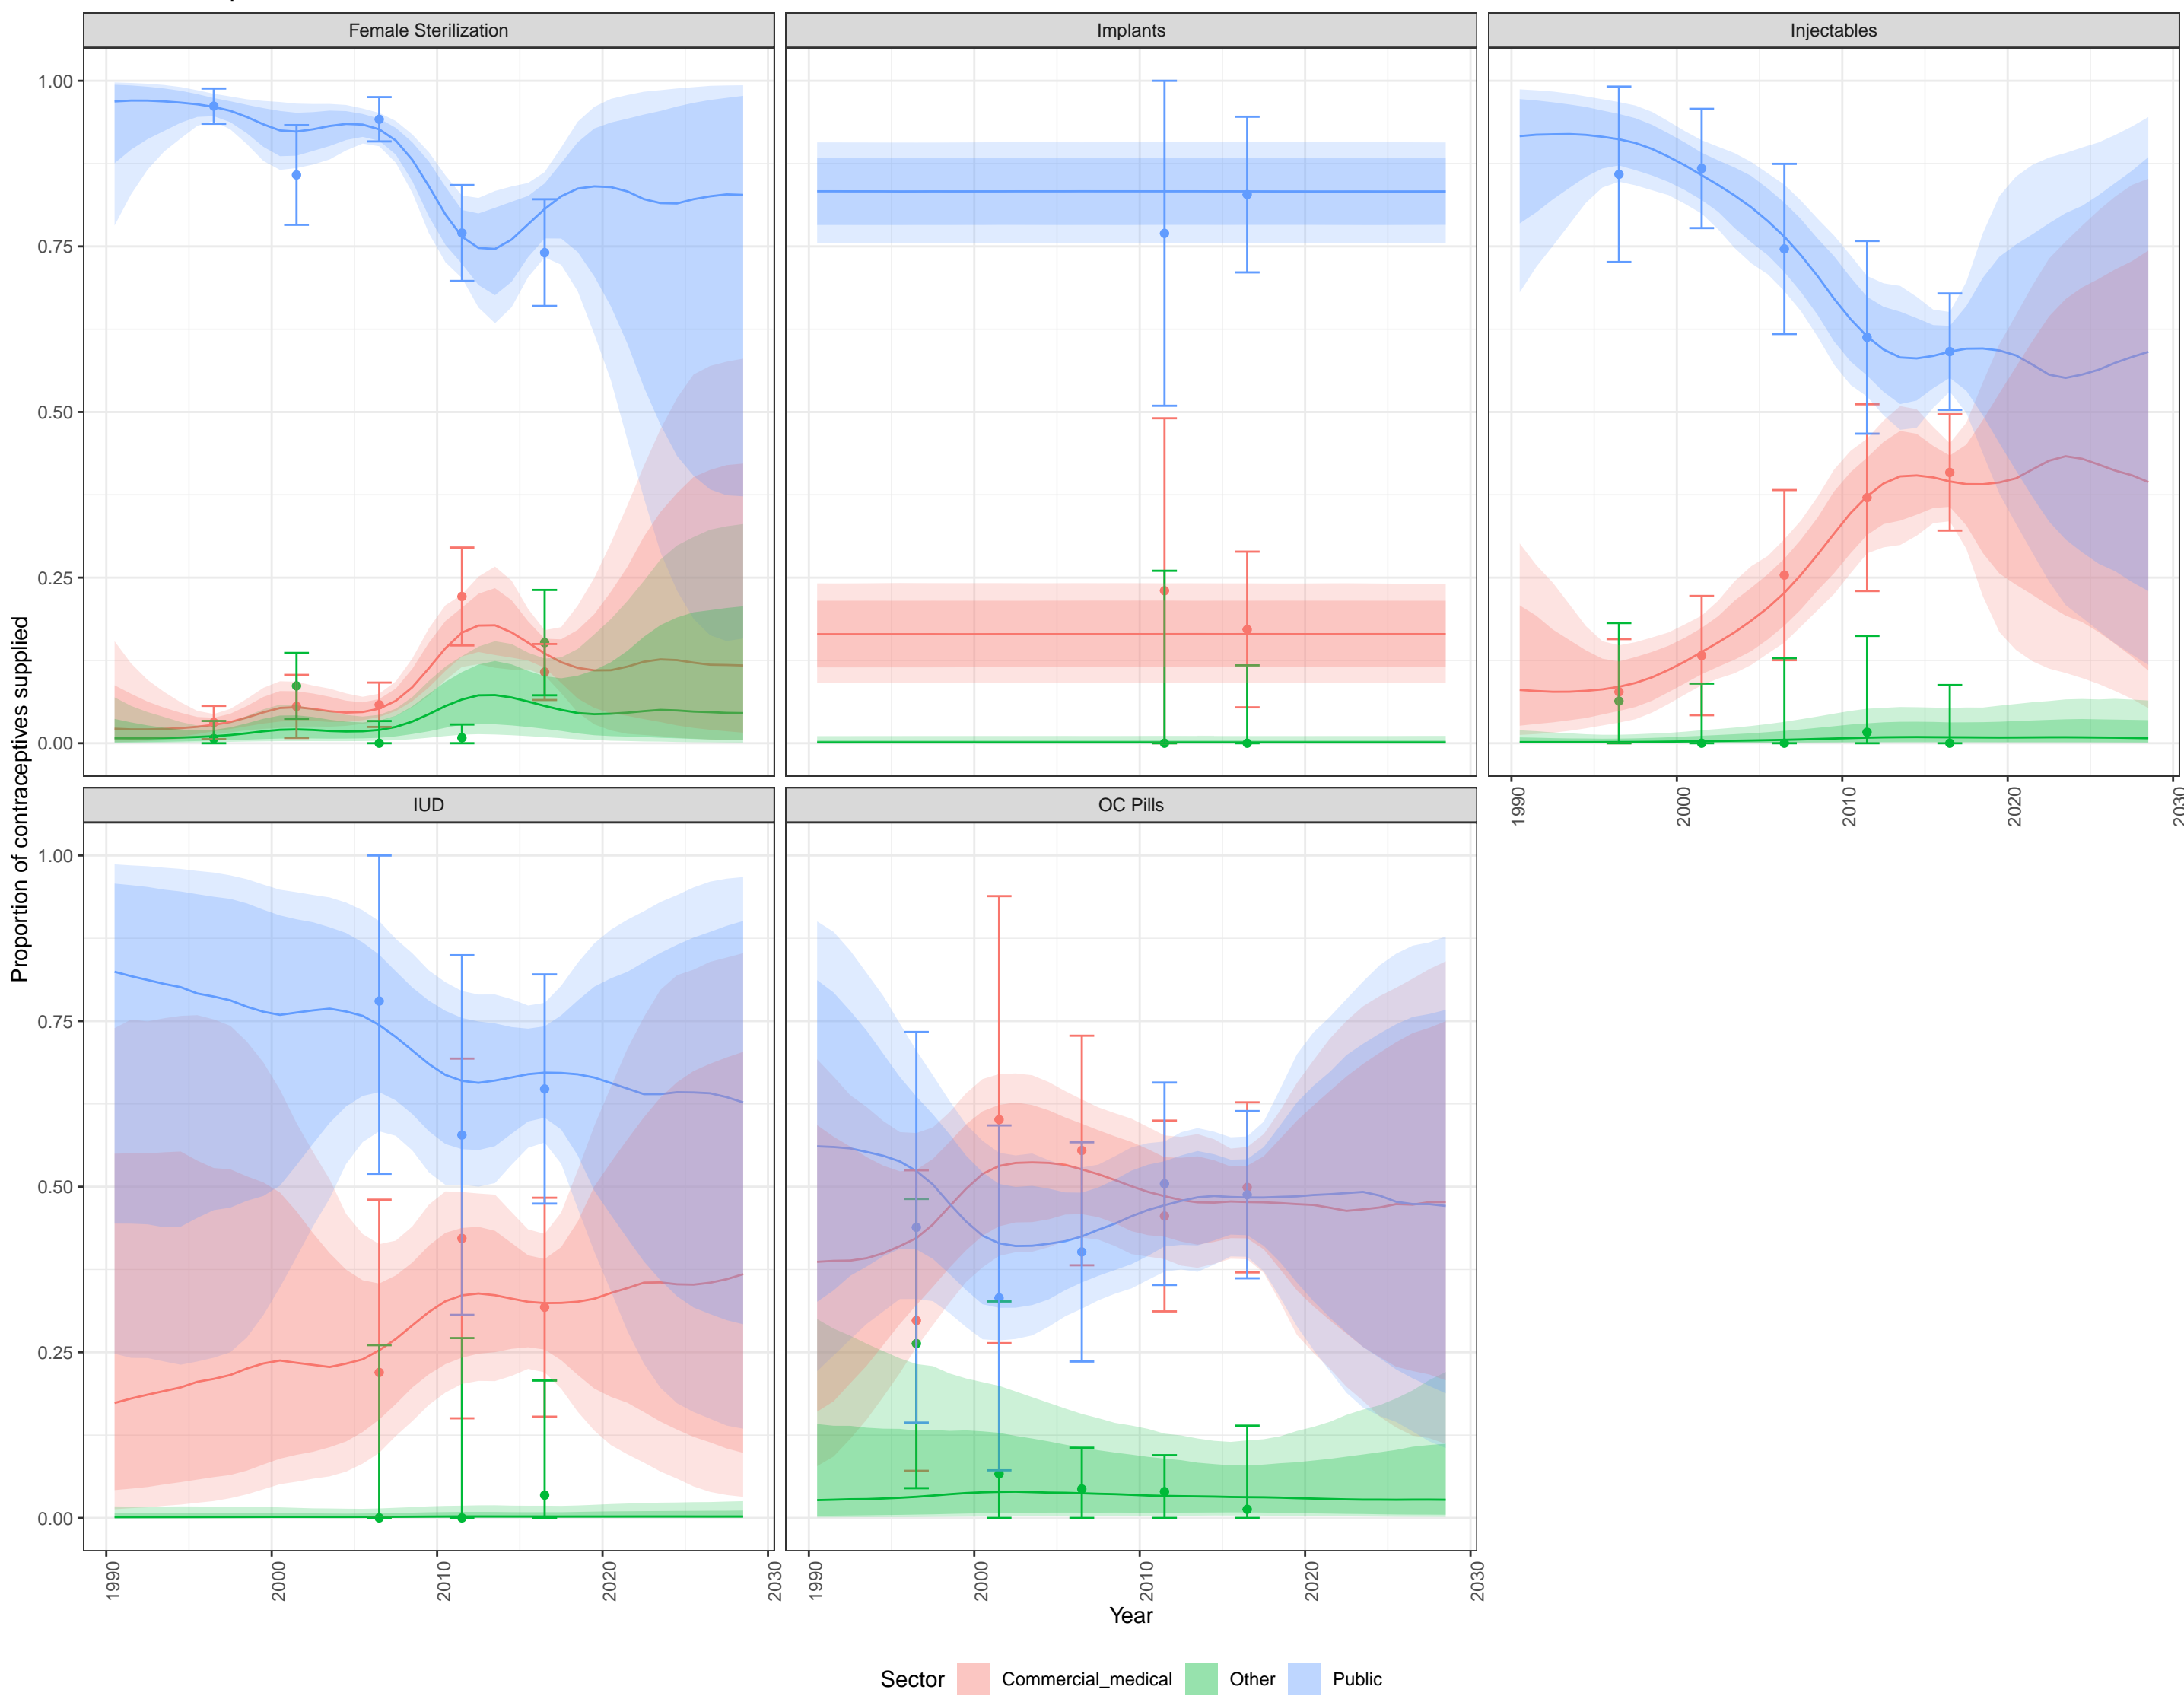 Female Sterilization
Implants
Injectables
1.00
0.75
0.50
0.25
0.00
1990
2000
2010
2020
2030
IUD
OC Pills
1.00
0.75
0.50
0.25
0.00
1990
2000
2010
2020
2030
1990
2000
2010
2020
2030
Proportion of contraceptives supplied
Year
Sector
Commercial_medical
Other
Public